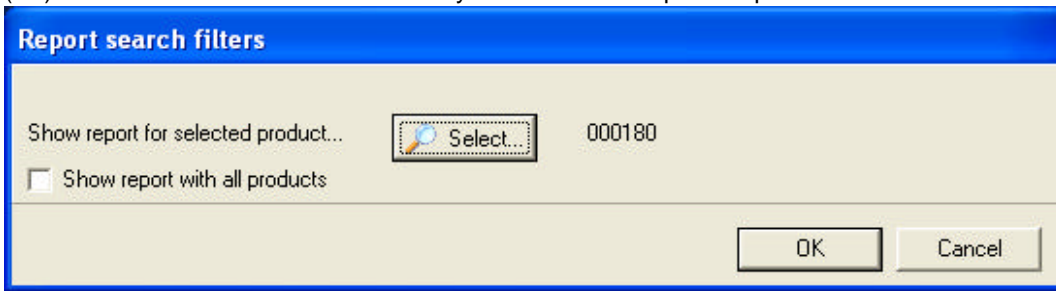 Report search filters
Show report for selected product... Select... 000180
Show report with all products
OK Cancel